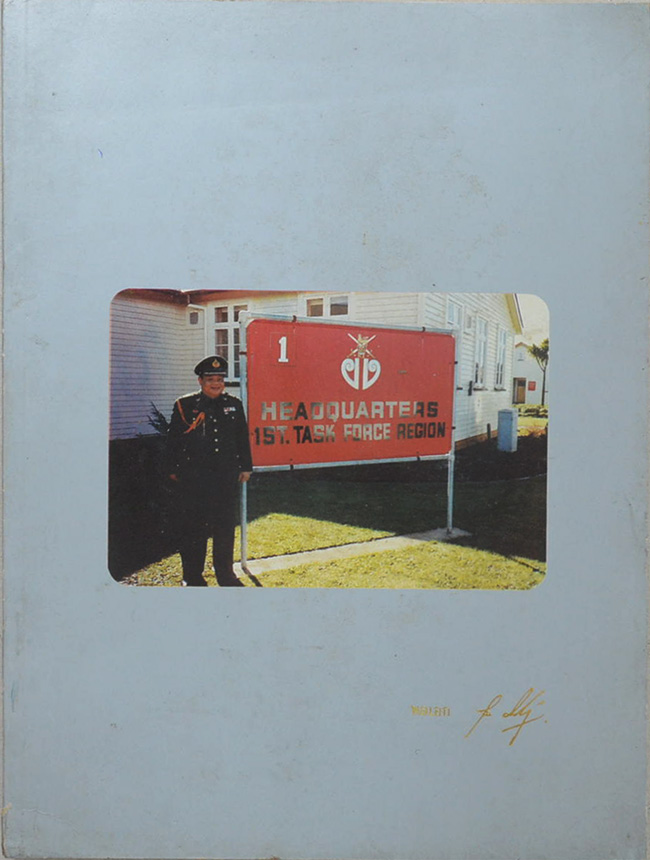 1
HEADQUARTERS
1ST. TASK FORCE REGION